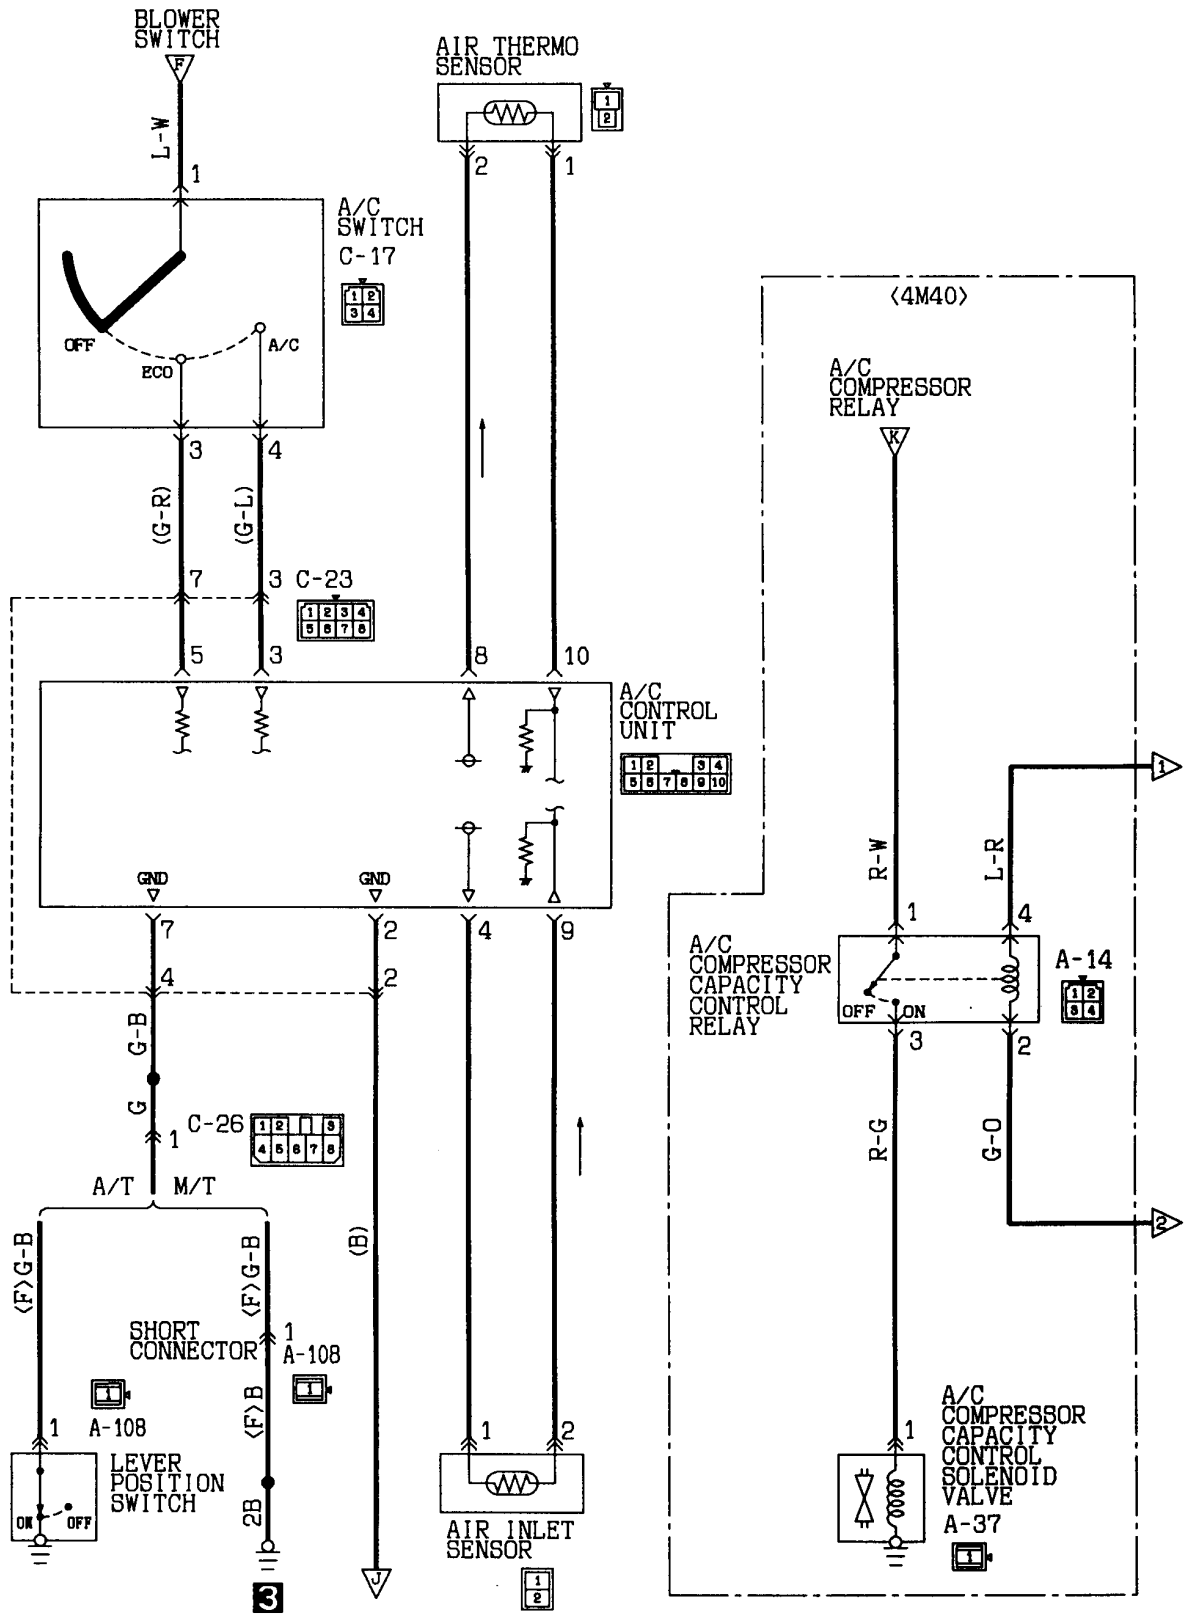 BLOWER
SWITCH
F
L-W
1
A/C
SWITCH
C-17
1 2
3 4
OFF
ECO
A/C
3
4
(G-R)
(G-L)
7
3
C-23
1 2 3 4
5 6 7 8
5
3
AIR THERMO
SENSOR
1
2
2
1
8
10
A/C
CONTROL
UNIT
1 2 3 4
5 6 7 8 9 10
GND
GND
7
2
4
9
4
2
G-B
G
1
C-26
1 2 3
4 5 6 7 8
A/T
M/T
<F>G-B
<F>G-B
(B)
SHORT
CONNECTOR
1
A-108
1
<F>B
1
A-108
1
LEVER
POSITION
SWITCH
ON
OFF
2B
3
J
1
2
AIR INLET
SENSOR
1
2
<4M40>
A/C
COMPRESSOR
RELAY
K
R-W
L-R
1
1
4
A/C
COMPRESSOR
CAPACITY
CONTROL
RELAY
OFF
ON
A-14
1 2
3 4
3
2
R-G
G-O
2
1
A/C
COMPRESSOR
CAPACITY
CONTROL
SOLENOID
VALVE
A-37
1